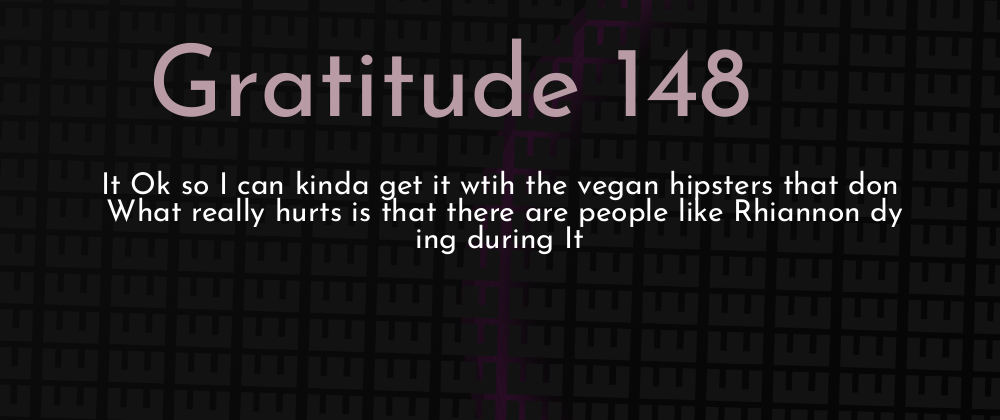 Gratitude 148
It Ok so I can kinda get it wtih the vegan hipsters that don
What really hurts is that there are people like Rhiannon dy
ing during It